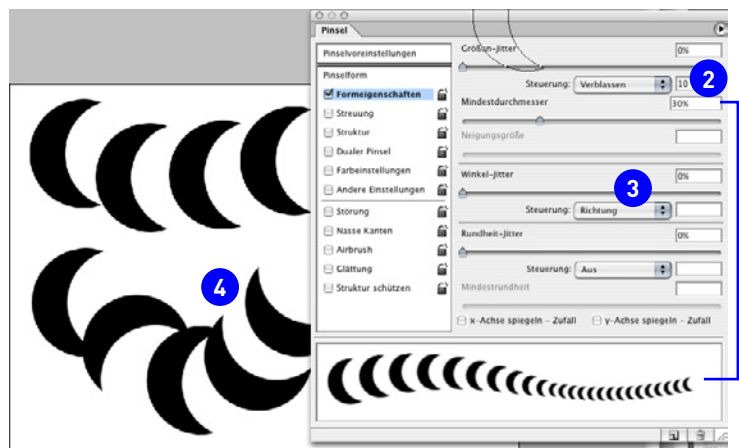 Pinsel
Pinselvoreinstellungen
Pinselform
Formeigenschaften
Streuung
Struktur
Dualer Pinsel
Farbeinstellungen
Andere Einstellungen
Störung
Nasse Kanten
Airbrush
Glättung
Struktur schützen
Größen-Jitter 0%
Steuerung: Verblassen 10
2
Mindestdurchmesser 30%
Neigungsgröße
Winkel-Jitter 0%
3
Steuerung: Richtung
Rundheit-Jitter 0%
Steuerung: Aus
Mindestrundheit
x-Achse spiegeln - Zufall y-Achse spiegeln - Zufall
4